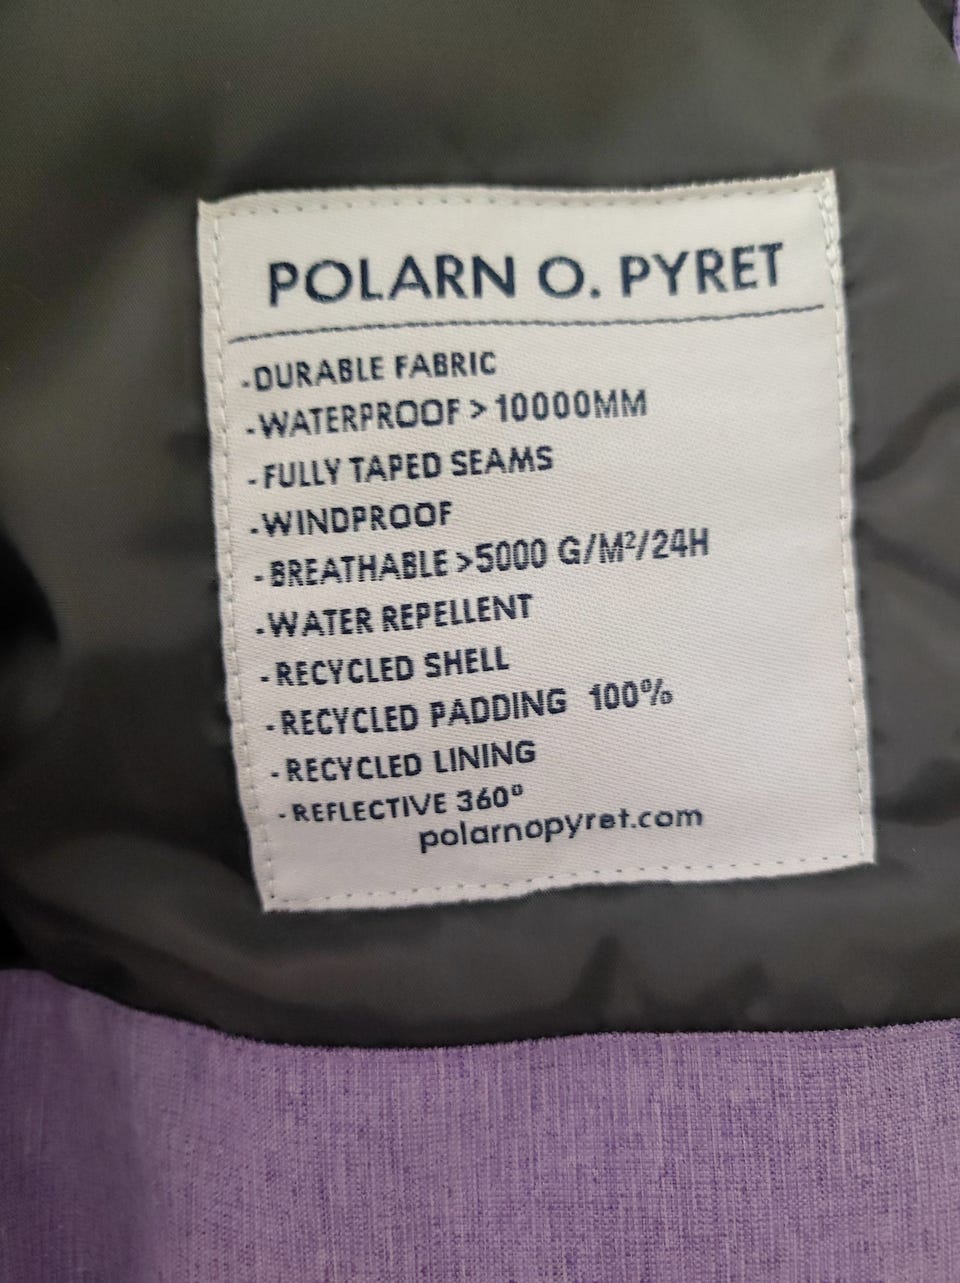 POLARN O. PYRET
-DURABLE FABRIC
-WATERPROOF > 10000MM
-FULLY TAPED SEAMS
-WINDPROOF
-BREATHABLE >5000 G/M²/24H
-WATER REPELLENT
-RECYCLED SHELL
-RECYCLED PADDING 100%
-RECYCLED LINING
-REFLECTIVE 360°
polarnopyret.com